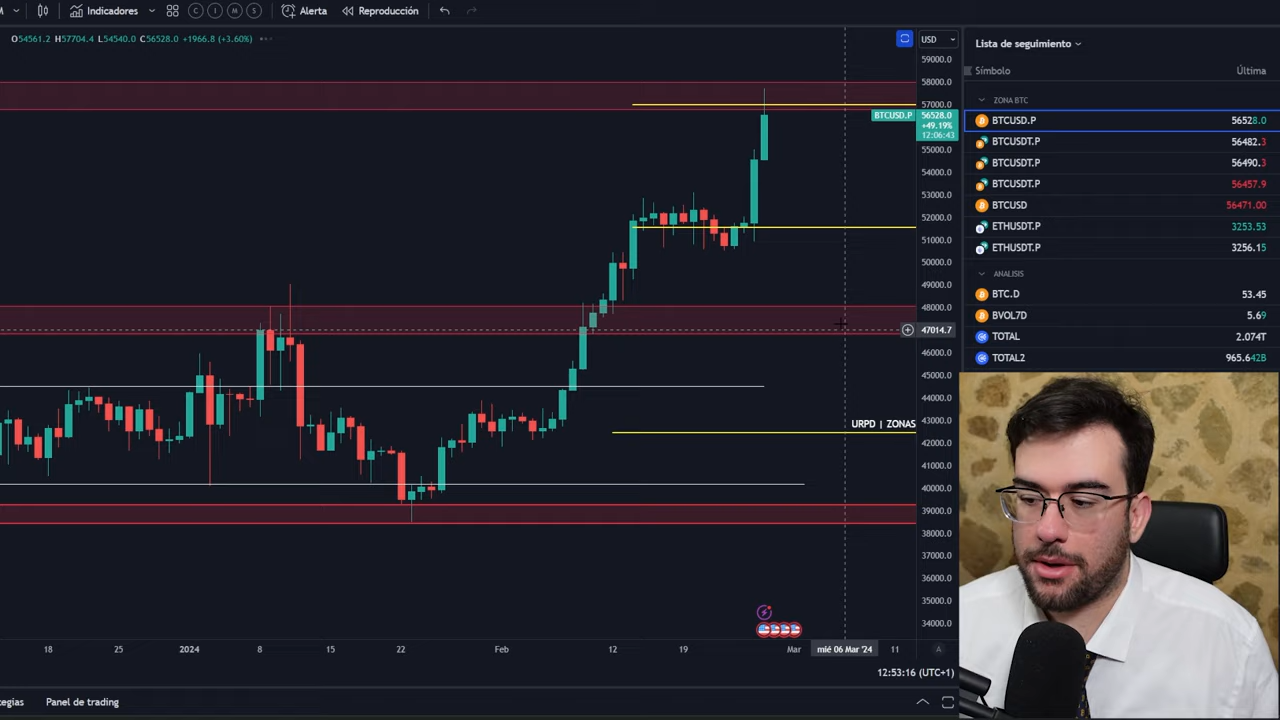 Indicadores
C I M S
Alerta
Reproducción
O54561.2 H57704.4 L54540.0 C56528.0 +1966.8 (+3.60%)
USD
59000.0
58000.0
57000.0
BTCUSD.P
56528.0
+49.19%
12:06:43
55000.0
54000.0
53000.0
52000.0
51000.0
50000.0
49000.0
48000.0
47014.7
46000.0
45000.0
44000.0
URPD | ZONAS
43000.0
42000.0
41000.0
40000.0
39000.0
38000.0
37000.0
36000.0
35000.0
34000.0
18 25 2024 8 15 22 Feb 12 19 Mar mié 06 Mar '24 11
A
12:53:16 (UTC+1)
tegias
Panel de trading
Lista de seguimiento
Símbolo Última
ZONA BTC
BTCUSD.P 56528.0
BTCUSDT.P 56482.3
BTCUSDT.P 56490.3
BTCUSDT.P 56457.9
BTCUSD 56471.00
ETHUSDT.P 3253.53
ETHUSDT.P 3256.15
ANALISIS
BTC.D 53.45
BVOL7D 5.69
TOTAL 2.074T
TOTAL2 965.642B